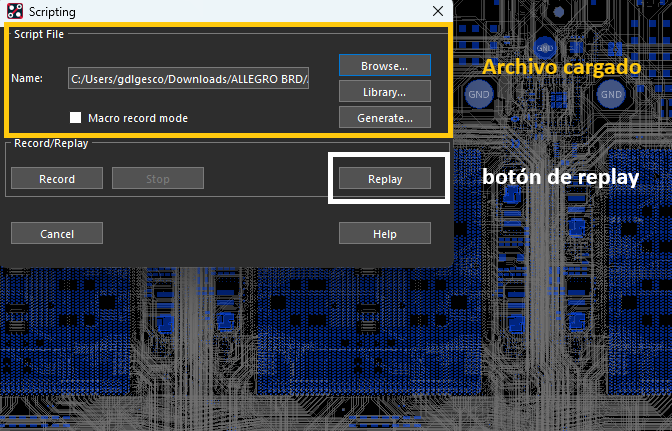 Scripting
Script File
Name:
C:/Users/gdlgesco/Downloads/ALLEGRO BRD/
Browse...
Library...
Macro record mode
Generate...
Record/Replay
Record
Stop
Replay
Cancel
Help
GND
Archivo cargado
GND
GND
botón de replay